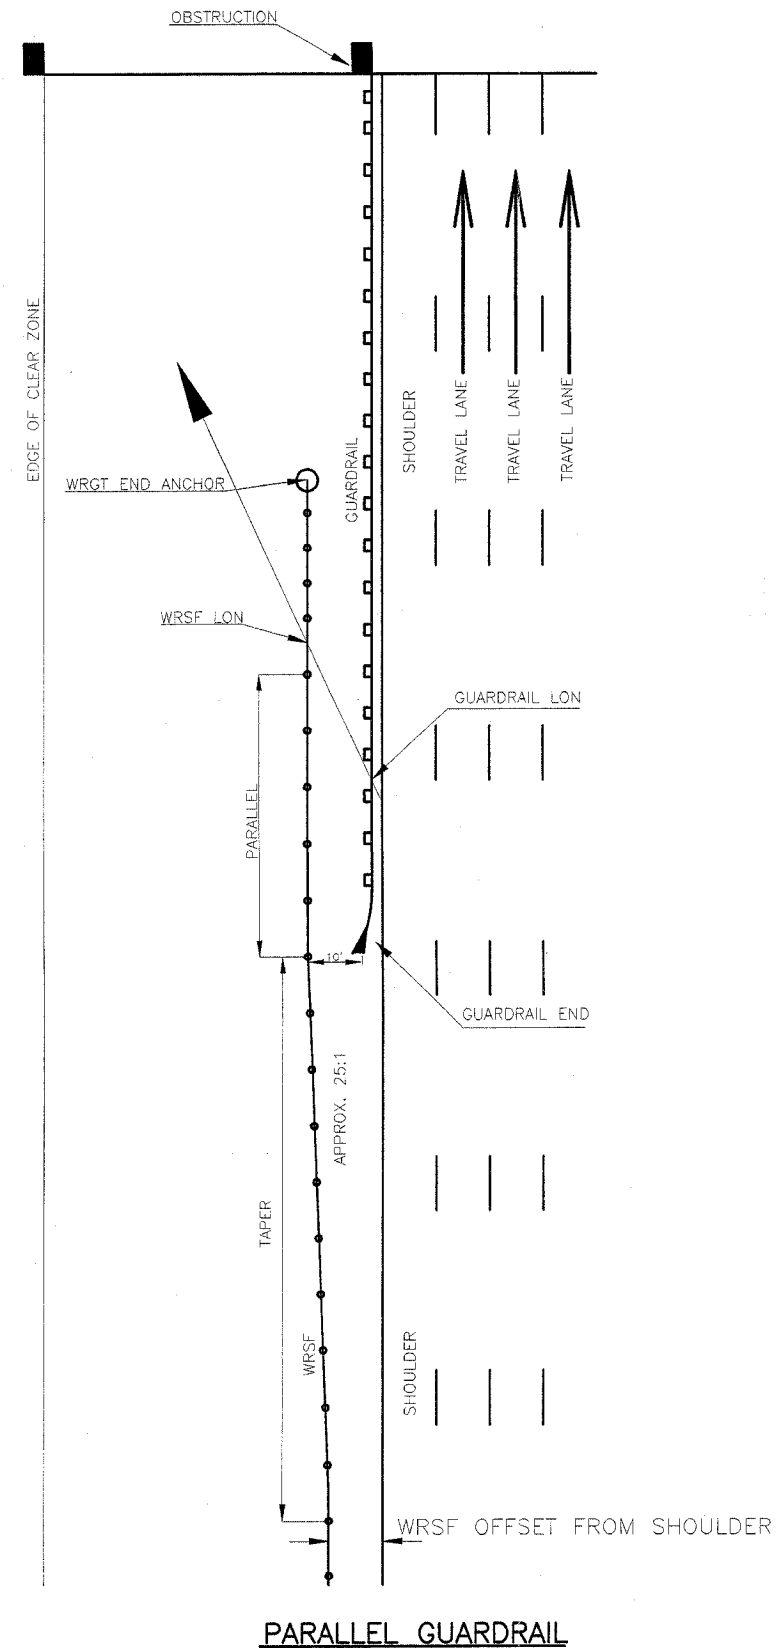 OBSTRUCTION
EDGE OF CLEAR ZONE
GUARDRAIL
SHOULDER
TRAVEL LANE
TRAVEL LANE
TRAVEL LANE
WRGT END ANCHOR
WRSF LON
GUARDRAIL LON
PARALLEL
10'
GUARDRAIL END
APPROX. 25:1
TAPER
WRSF
SHOULDER
WRSF OFFSET FROM SHOULDER
PARALLEL GUARDRAIL